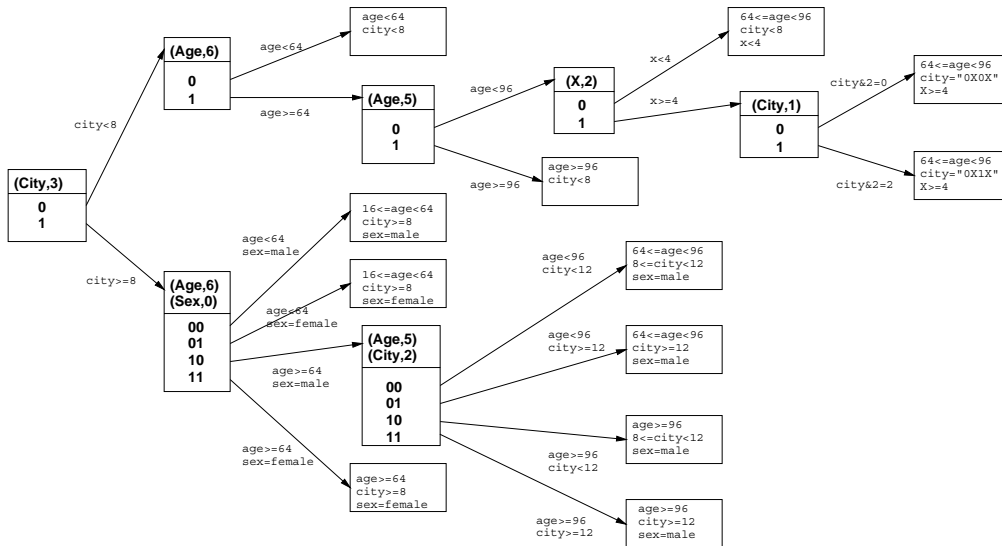 (City,3)
0
1
city<8
city>=8
(Age,6)
0
1
age<64
age>=64
age<64
city<8
(Age,5)
0
1
age<96
age>=96
age>=96
city<8
(X,2)
0
1
x<4
x>=4
64<=age<96
city<8
x<4
(City,1)
0
1
city&2=0
city&2=2
64<=age<96
city="0X0X"
X>=4
64<=age<96
city="0X1X"
X>=4
(Age,6)
(Sex,0)
00
01
10
11
age<64
sex=male
age<64
sex=female
age>=64
sex=male
age>=64
sex=female
16<=age<64
city>=8
sex=male
16<=age<64
city>=8
sex=female
age>=64
city>=8
sex=female
(Age,5)
(City,2)
00
01
10
11
age<96
city<12
age<96
city>=12
age>=96
city<12
age>=96
city>=12
64<=age<96
8<=city<12
sex=male
64<=age<96
city>=12
sex=male
age>=96
8<=city<12
sex=male
age>=96
city>=12
sex=male